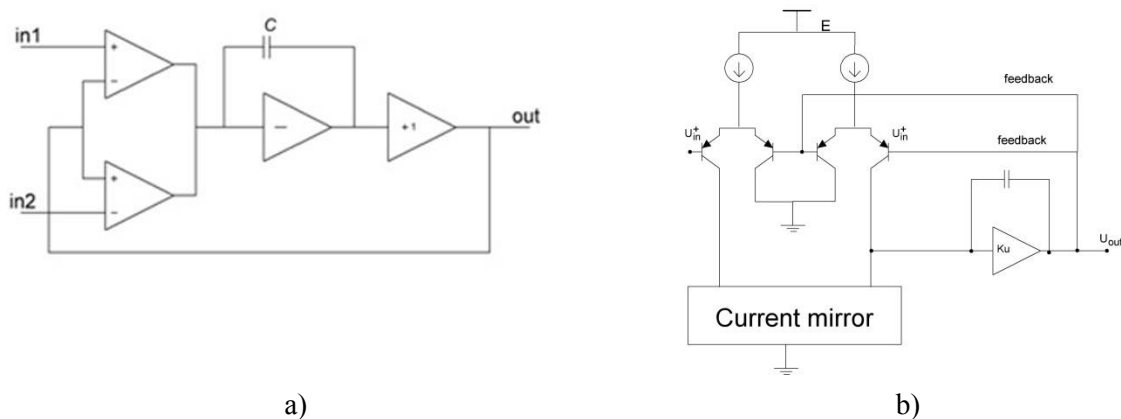 in1
+
−
in2
+
−
C
−
+ 1
out
a)
E
feedback
U⁺in
U⁺in
feedback
Ku
Uout
Current mirror
b)